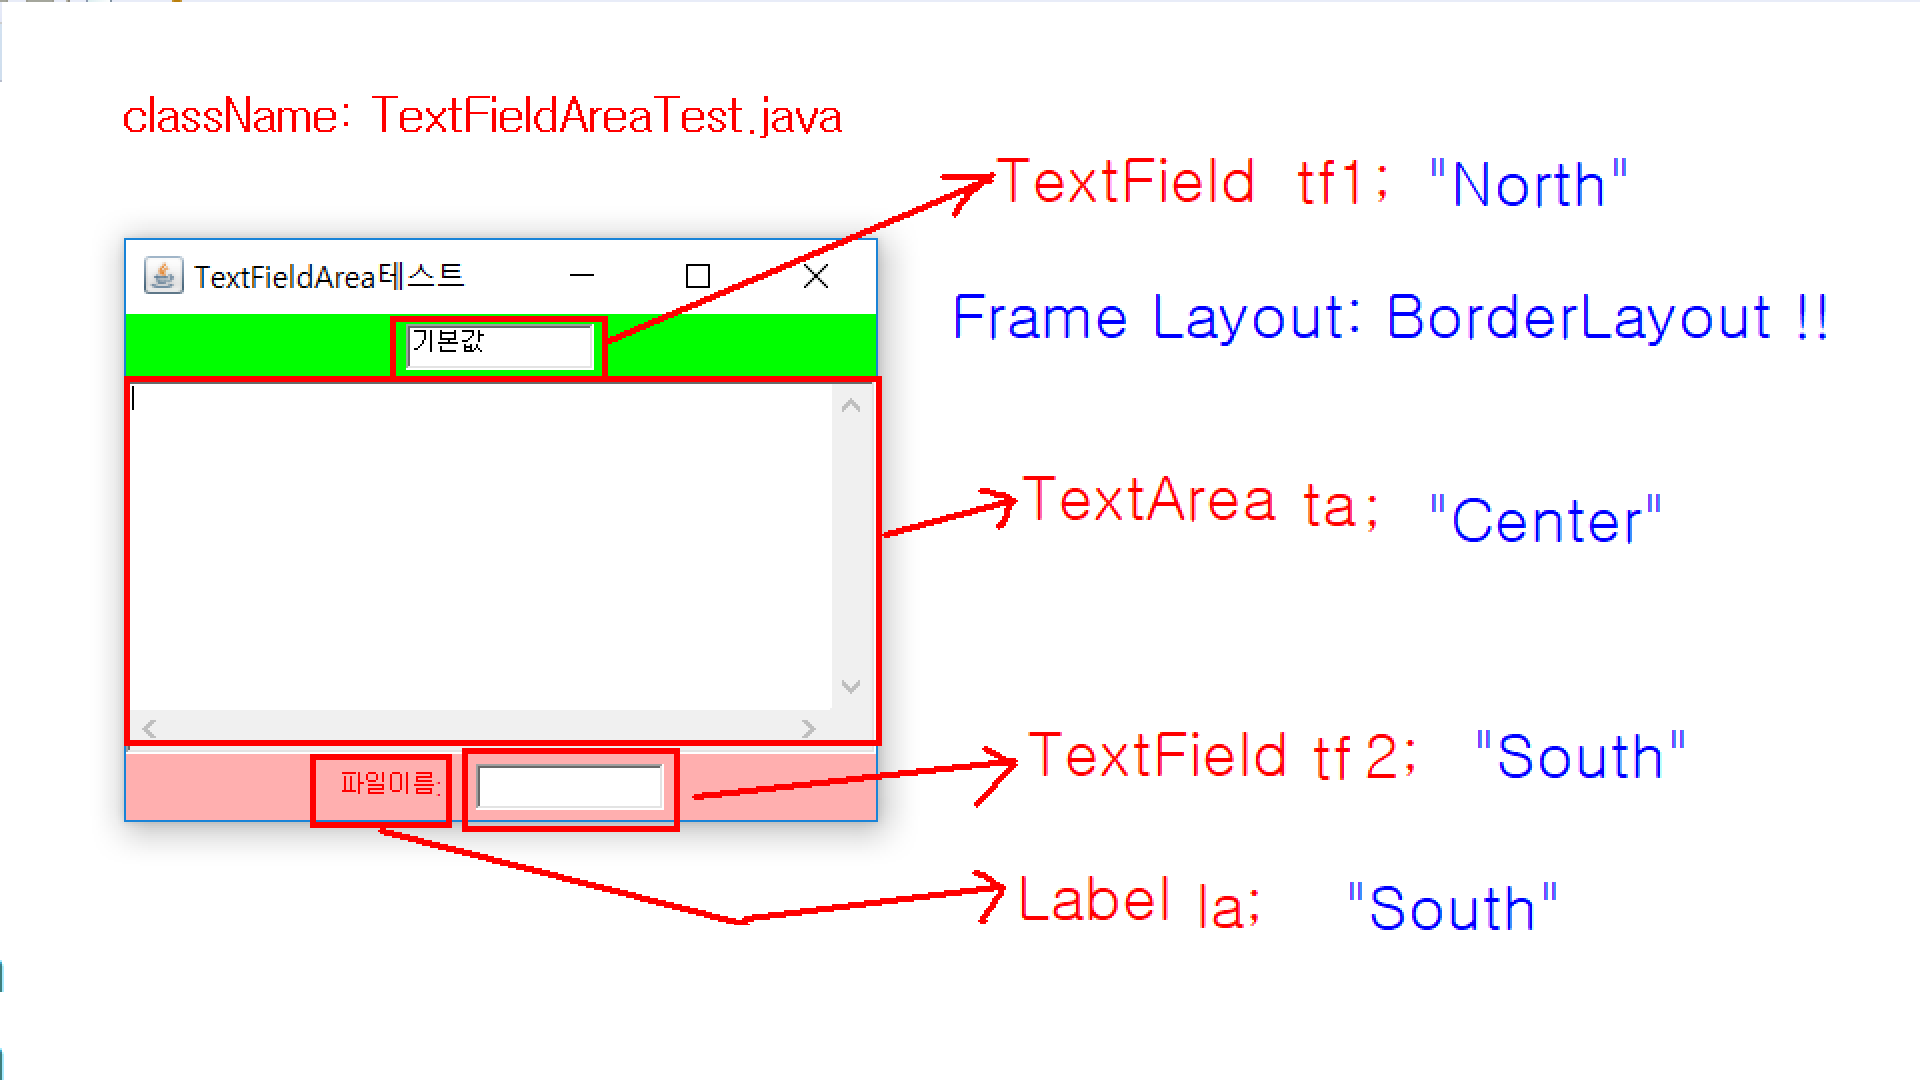 className: TextFieldAreaTest.java
TextField tf1; "North"
TextFieldArea테스트
Frame Layout: BorderLayout !!
기본값
TextArea ta; "Center"
TextField tf2; "South"
파일이름:
Label la; "South"